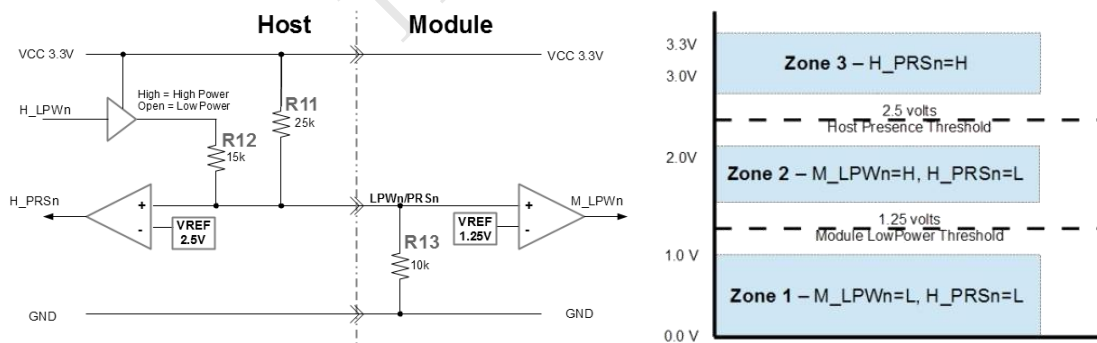 Host
Module
VCC 3.3V
VCC 3.3V
H_LPWn
High = High Power
Open = Low Power
R11
25k
R12
15k
H_PRSn
+
-
VREF
2.5V
LPWn/PRSn
R13
10k
VREF
1.25V
+
-
M_LPWn
GND
GND
3.3V
3.0V
2.0V
1.0 V
0.0 V
Zone 3 – H_PRSn=H
2.5 volts
Host Presence Threshold
Zone 2 – M_LPWn=H, H_PRSn=L
1.25 volts
Module LowPower Threshold
Zone 1 – M_LPWn=L, H_PRSn=L